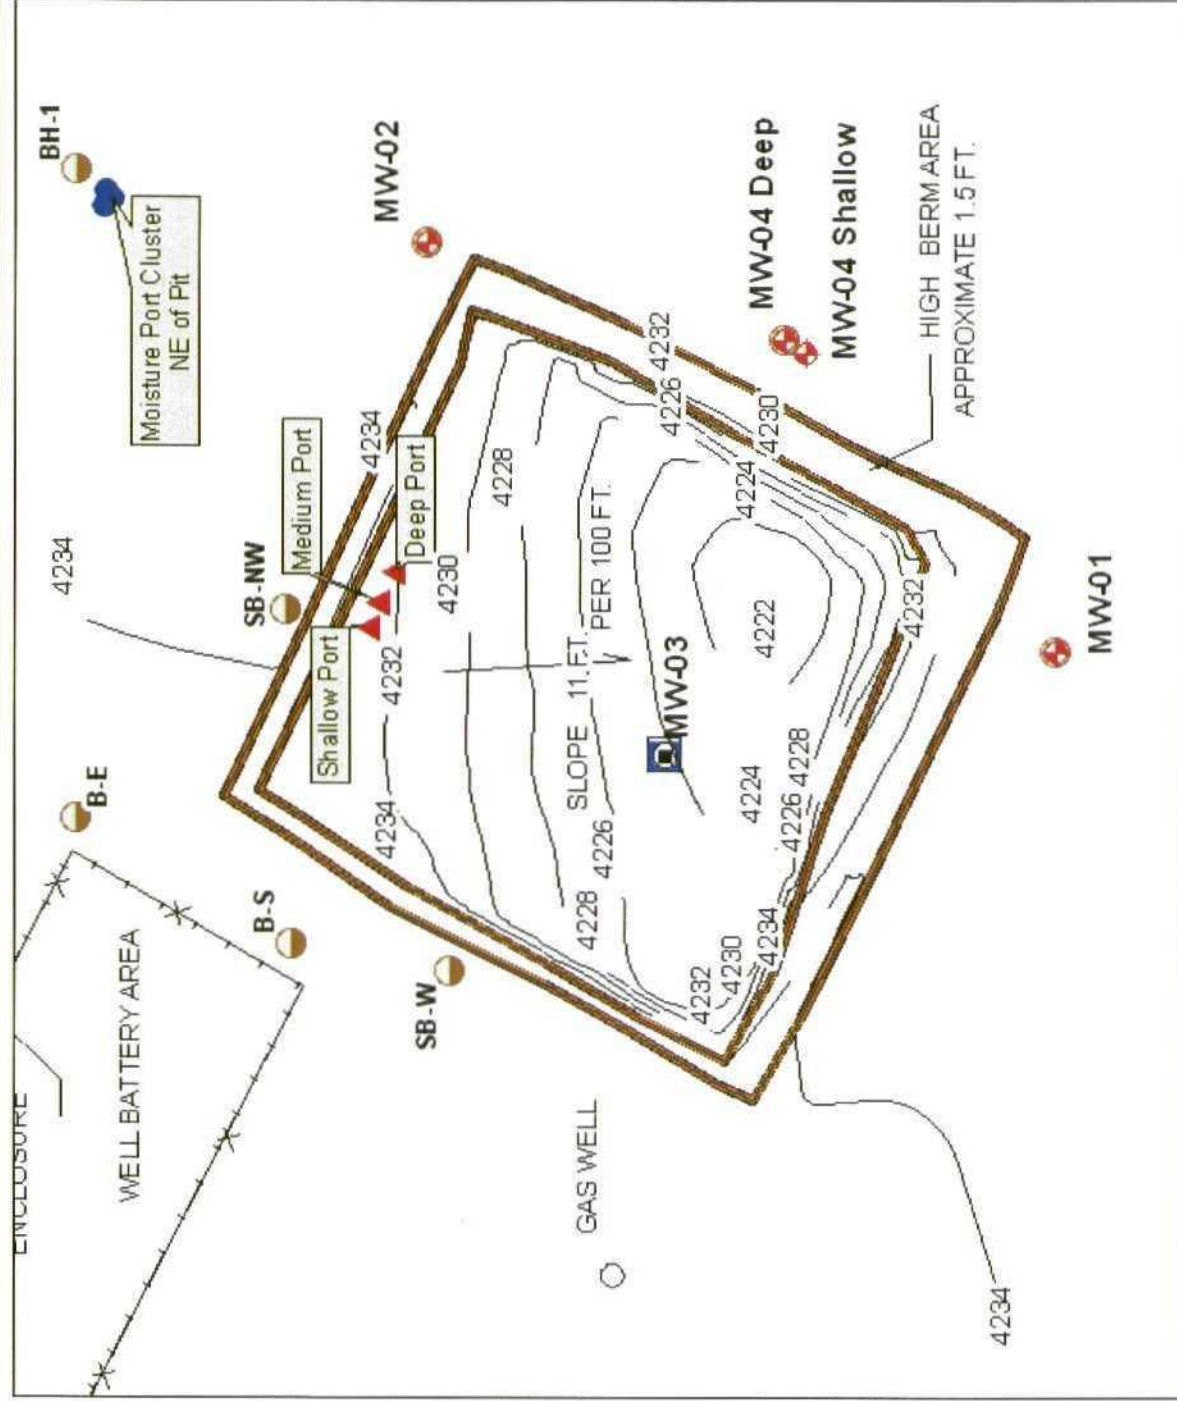 ENCLOSURE
WELL BATTERY AREA
B-E
B-S
4234
BH-1
Moisture Port Cluster
NE of Pit
SB-NW
Medium Port
Shallow Port
Deep Port
MW-02
SB-W
4234
4232
4230
4234
4228
GAS WELL
4228
4226
SLOPE 11. FT.
PER 100 FT.
4226
4232
MW-03
4232
4230
4234
4224
4226
4228
4222
4224
4230
MW-04 Deep
MW-04 Shallow
4232
HIGH BERM AREA
APPROXIMATE 1.5 FT.
4234
MW-01